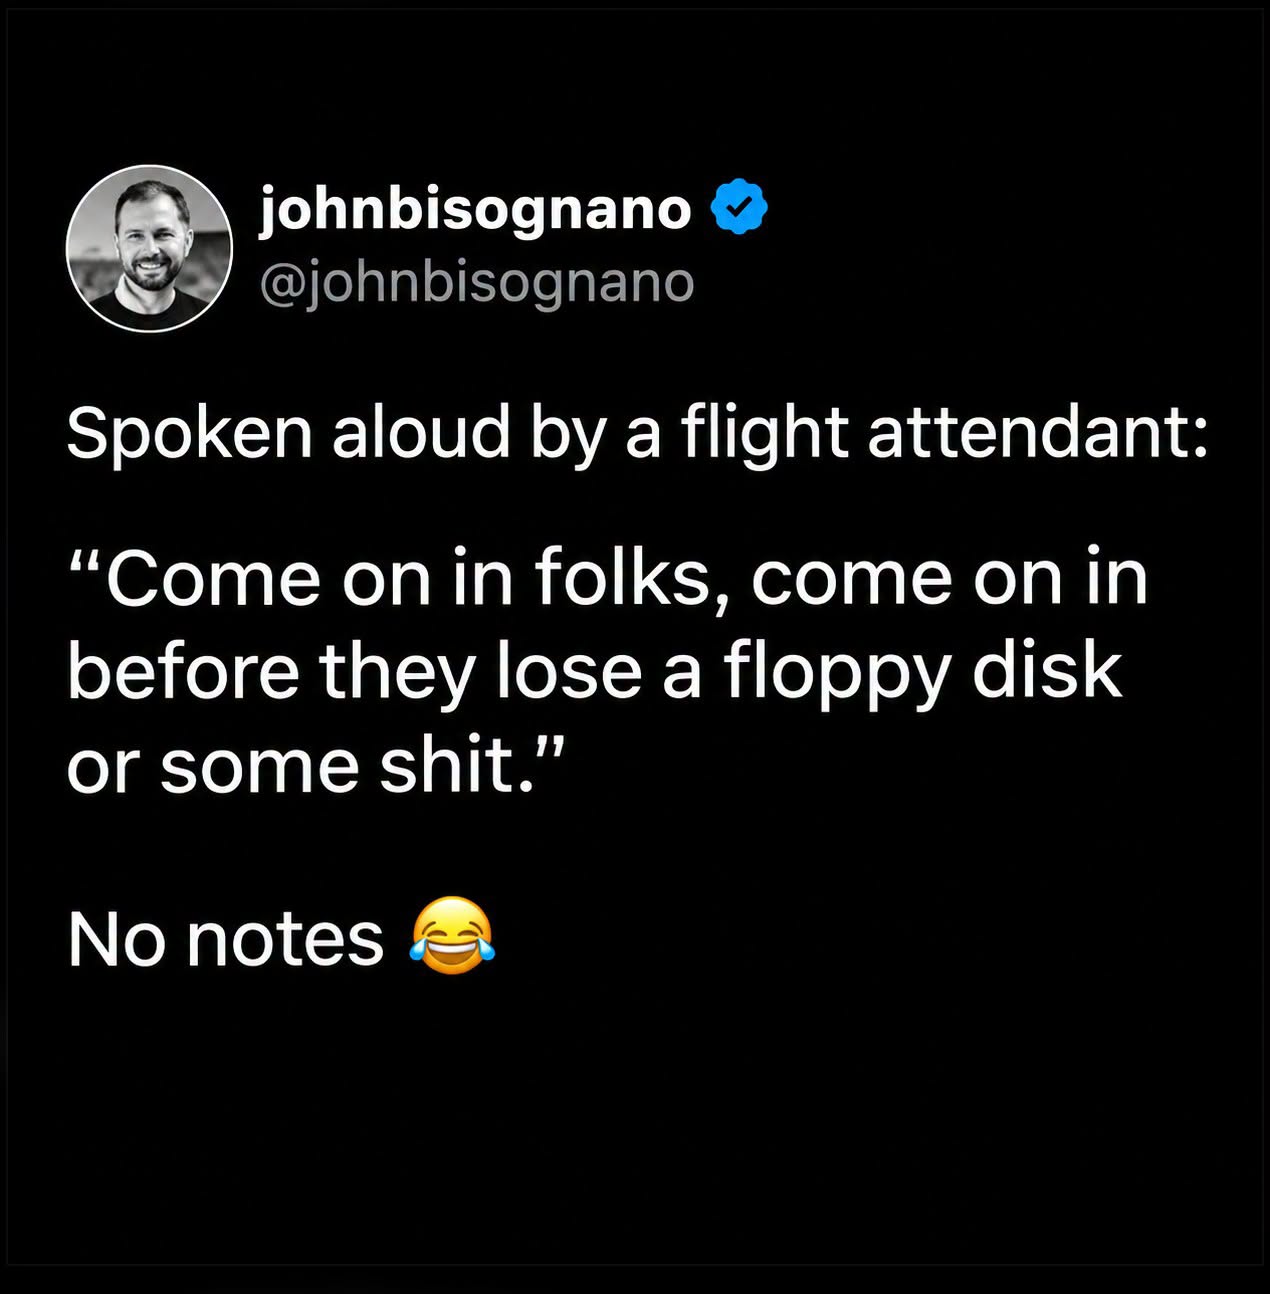 johnbisognano
@johnbisognano
Spoken aloud by a flight attendant:
“Come on in folks, come on in
before they lose a floppy disk
or some shit.”
No notes 😂